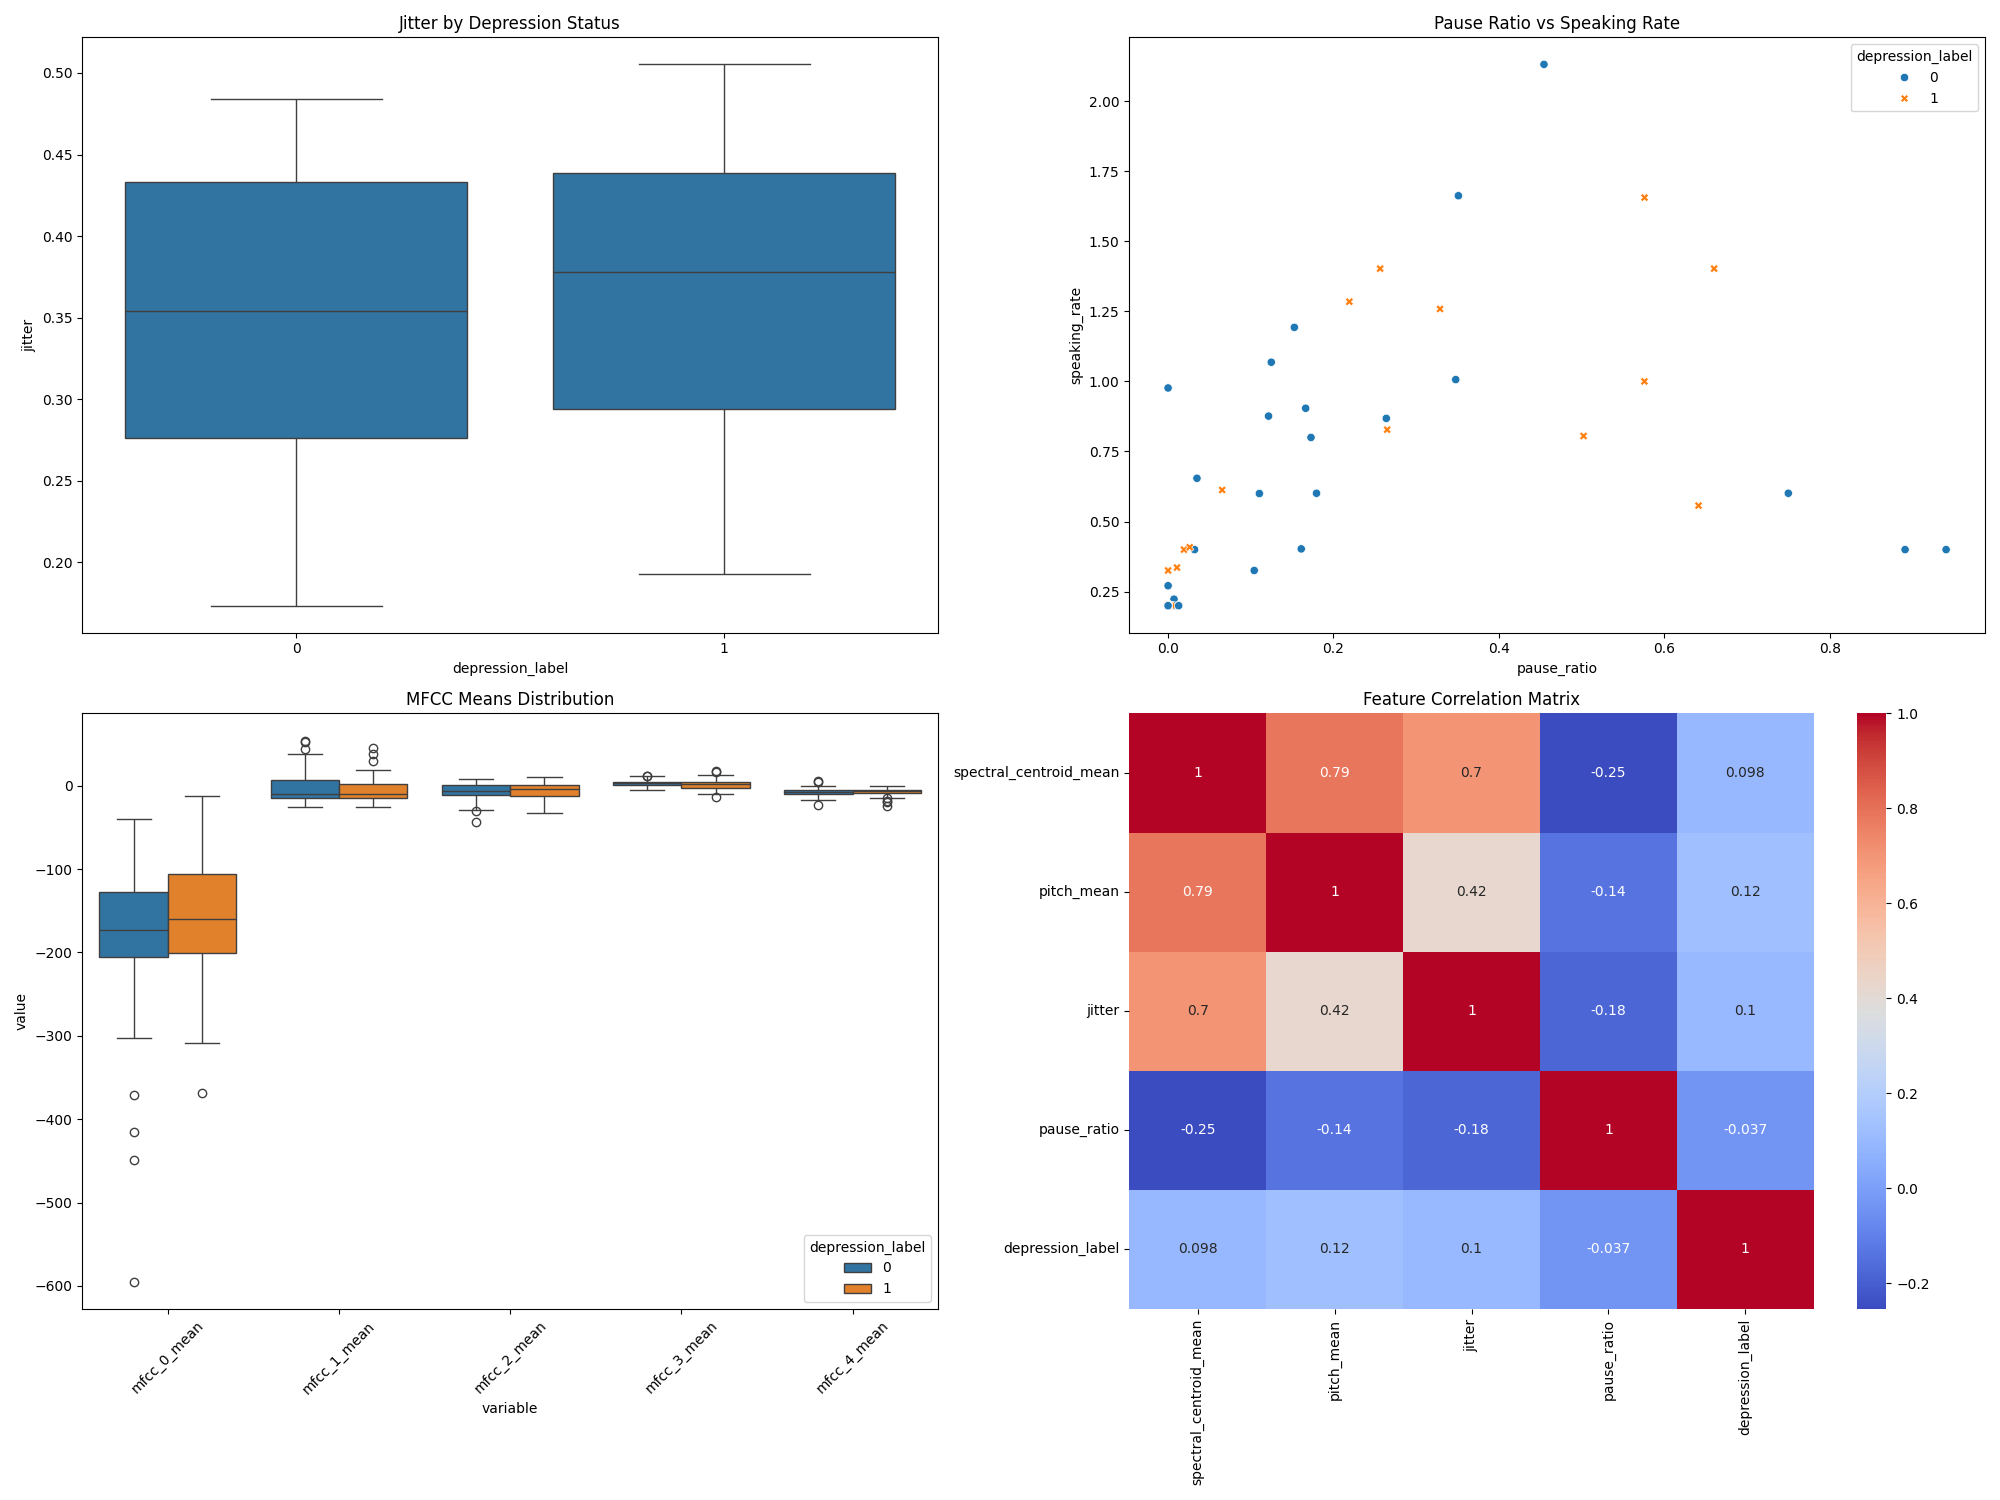 Jitter by Depression Status
0.50
0.45
0.40
0.35
0.30
0.25
0.20
jitter
0 1
depression_label
Pause Ratio vs Speaking Rate
depression_label
0
1
2.00
1.75
1.50
1.25
1.00
0.75
0.50
0.25
speaking_rate
0.0 0.2 0.4 0.6 0.8
pause_ratio
MFCC Means Distribution
0
−100
−200
−300
−400
−500
−600
value
depression_label
0
1
mfcc_0_mean mfcc_1_mean mfcc_2_mean mfcc_3_mean mfcc_4_mean
variable
Feature Correlation Matrix
spectral_centroid_mean 1 0.79 0.7 -0.25 0.098
pitch_mean 0.79 1 0.42 -0.14 0.12
jitter 0.7 0.42 1 -0.18 0.1
pause_ratio -0.25 -0.14 -0.18 1 -0.037
depression_label 0.098 0.12 0.1 -0.037 1
spectral_centroid_mean pitch_mean jitter pause_ratio depression_label
1.0
0.8
0.6
0.4
0.2
0.0
−0.2